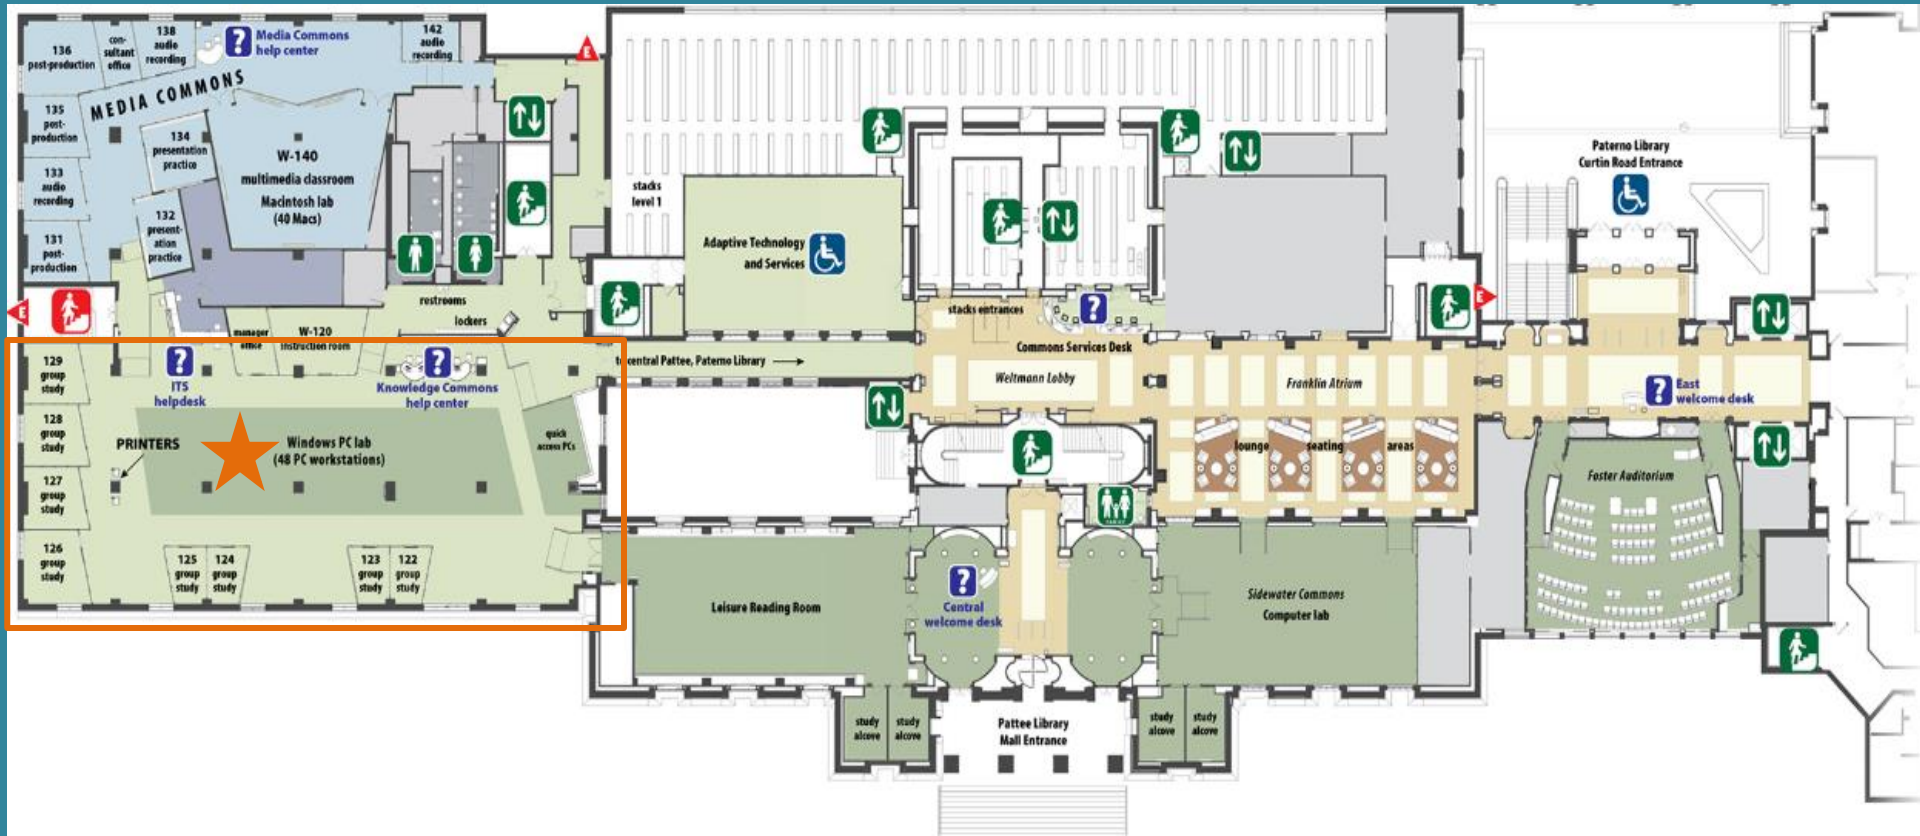 136
post-production
con-
sultant
office
138
audio
recording
?
Media Commons
help center
142
audio
recording
E
MEDIA COMMONS
135
post-
production
134
presentation
practice
W-140
multimedia classroom
Macintosh lab
(40 Macs)
133
audio
recording
132
present-
ation
practice
131
post-
production
stacks
level 1
Adaptive Technology
and Services
Paterno Library
Curtin Road Entrance
E
restrooms
lockers
manager
office
W-120
instruction room
stacks entrances
?
Commons Services Desk
E
129
group
study
?
ITS
helpdesk
?
Knowledge Commons
help center
to central Pattee, Paterno Library
Weltmann Lobby
Franklin Atrium
?
East
welcome desk
128
group
study
PRINTERS
Windows PC lab
(48 PC workstations)
quick
access PCs
lounge
seating
areas
127
group
study
Foster Auditorium
126
group
study
125
group
study
124
group
study
123
group
study
122
group
study
Leisure Reading Room
?
Central
welcome desk
Sidewater Commons
Computer lab
study
alcove
study
alcove
Pattee Library
Mall Entrance
study
alcove
study
alcove